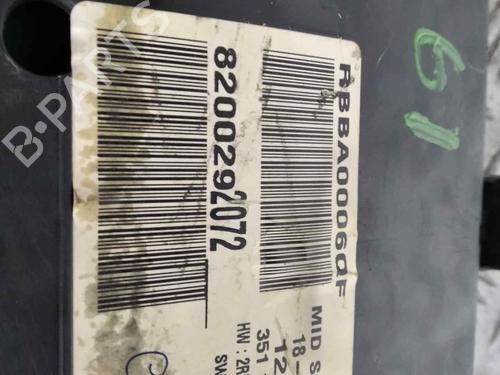 RBBA0006QF
8200292072
MID S
18 -
12
351
HW : 2R
SW
61
B-PARTS